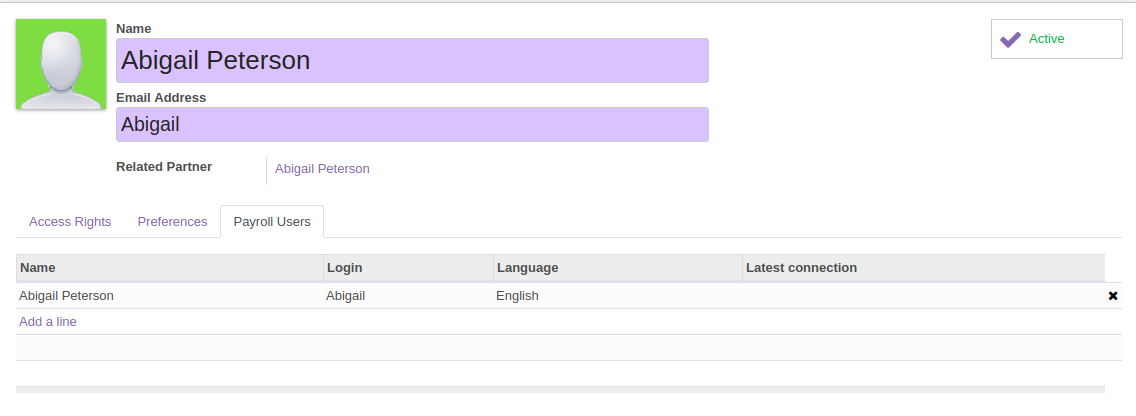 Name
Abigail Peterson
Active
Email Address
Abigail
Related Partner Abigail Peterson
Access Rights Preferences Payroll Users
Name Login Language Latest connection
Abigail Peterson Abigail English
Add a line